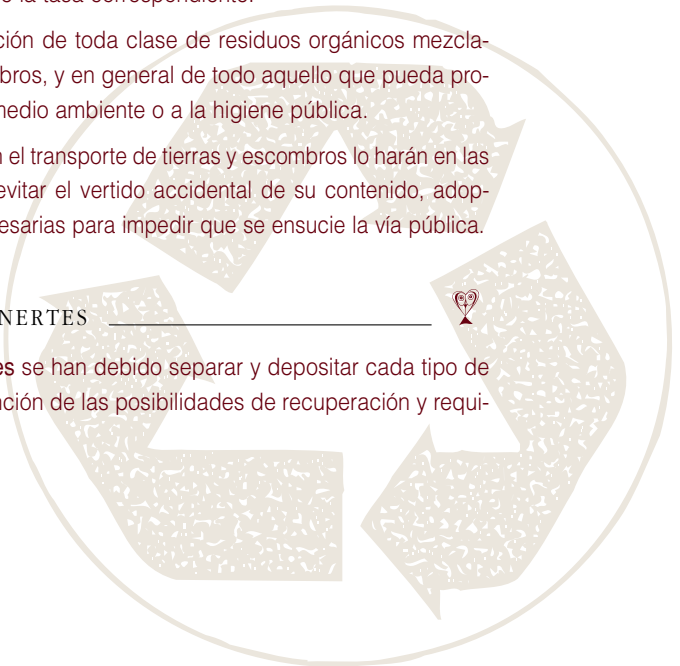 o la tasa correspondiente.
ción de toda clase de residuos orgánicos mezcla-
bros, y en general de todo aquello que pueda pro-
medio ambiente o a la higiene pública.
n el transporte de tierras y escombros lo harán en las
evitar el vertido accidental de su contenido, adop-
esarias para impedir que se ensucie la vía pública.
NERTES
es se han debido separar y depositar cada tipo de
nción de las posibilidades de recuperación y requi-